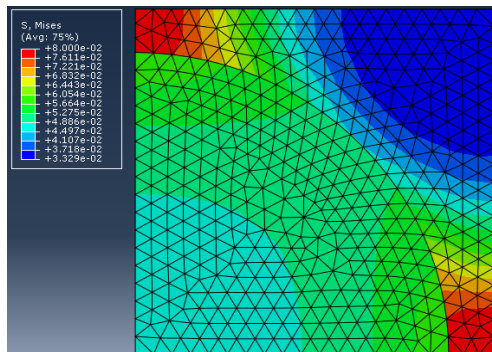 S, Mises
(Avg: 75%)
+8.000e-02
+7.611e-02
+7.221e-02
+6.832e-02
+6.443e-02
+6.054e-02
+5.664e-02
+5.275e-02
+4.886e-02
+4.497e-02
+4.107e-02
+3.718e-02
+3.329e-02